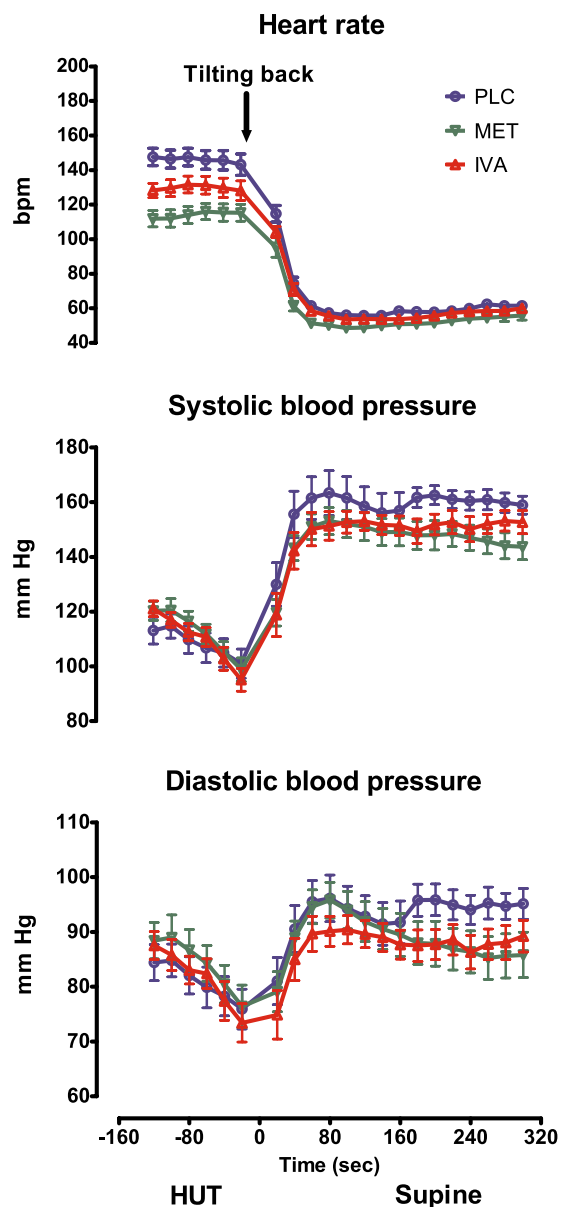 Heart rate
Tilting back
PLC
MET
IVA
200
180
160
140
120
100
80
60
40
bpm
Systolic blood pressure
180
160
140
120
100
80
mm Hg
Diastolic blood pressure
110
100
90
80
70
60
mm Hg
-160 -80 0 80 160 240 320
Time (sec)
HUT Supine